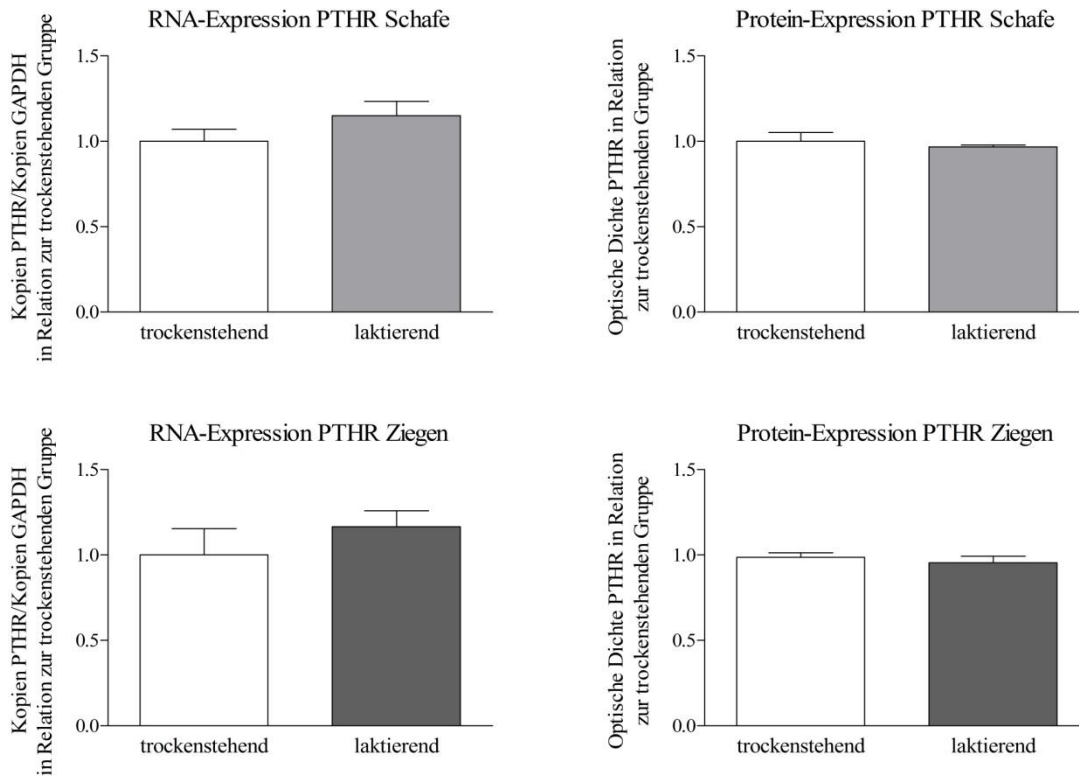 RNA-Expression PTHR Schafe
Kopien PTHR/Kopien GAPDH
in Relation zur trockenstehenden Gruppe
1.5
1.0
0.5
0.0
trockenstehend
laktierend
Protein-Expression PTHR Schafe
Optische Dichte PTHR in Relation
zur trockenstehenden Gruppe
1.5
1.0
0.5
0.0
trockenstehend
laktierend
RNA-Expression PTHR Ziegen
Kopien PTHR/Kopien GAPDH
in Relation zur trockenstehenden Gruppe
1.5
1.0
0.5
0.0
trockenstehend
laktierend
Protein-Expression PTHR Ziegen
Optische Dichte PTHR in Relation
zur trockenstehenden Gruppe
1.5
1.0
0.5
0.0
trockenstehend
laktierend